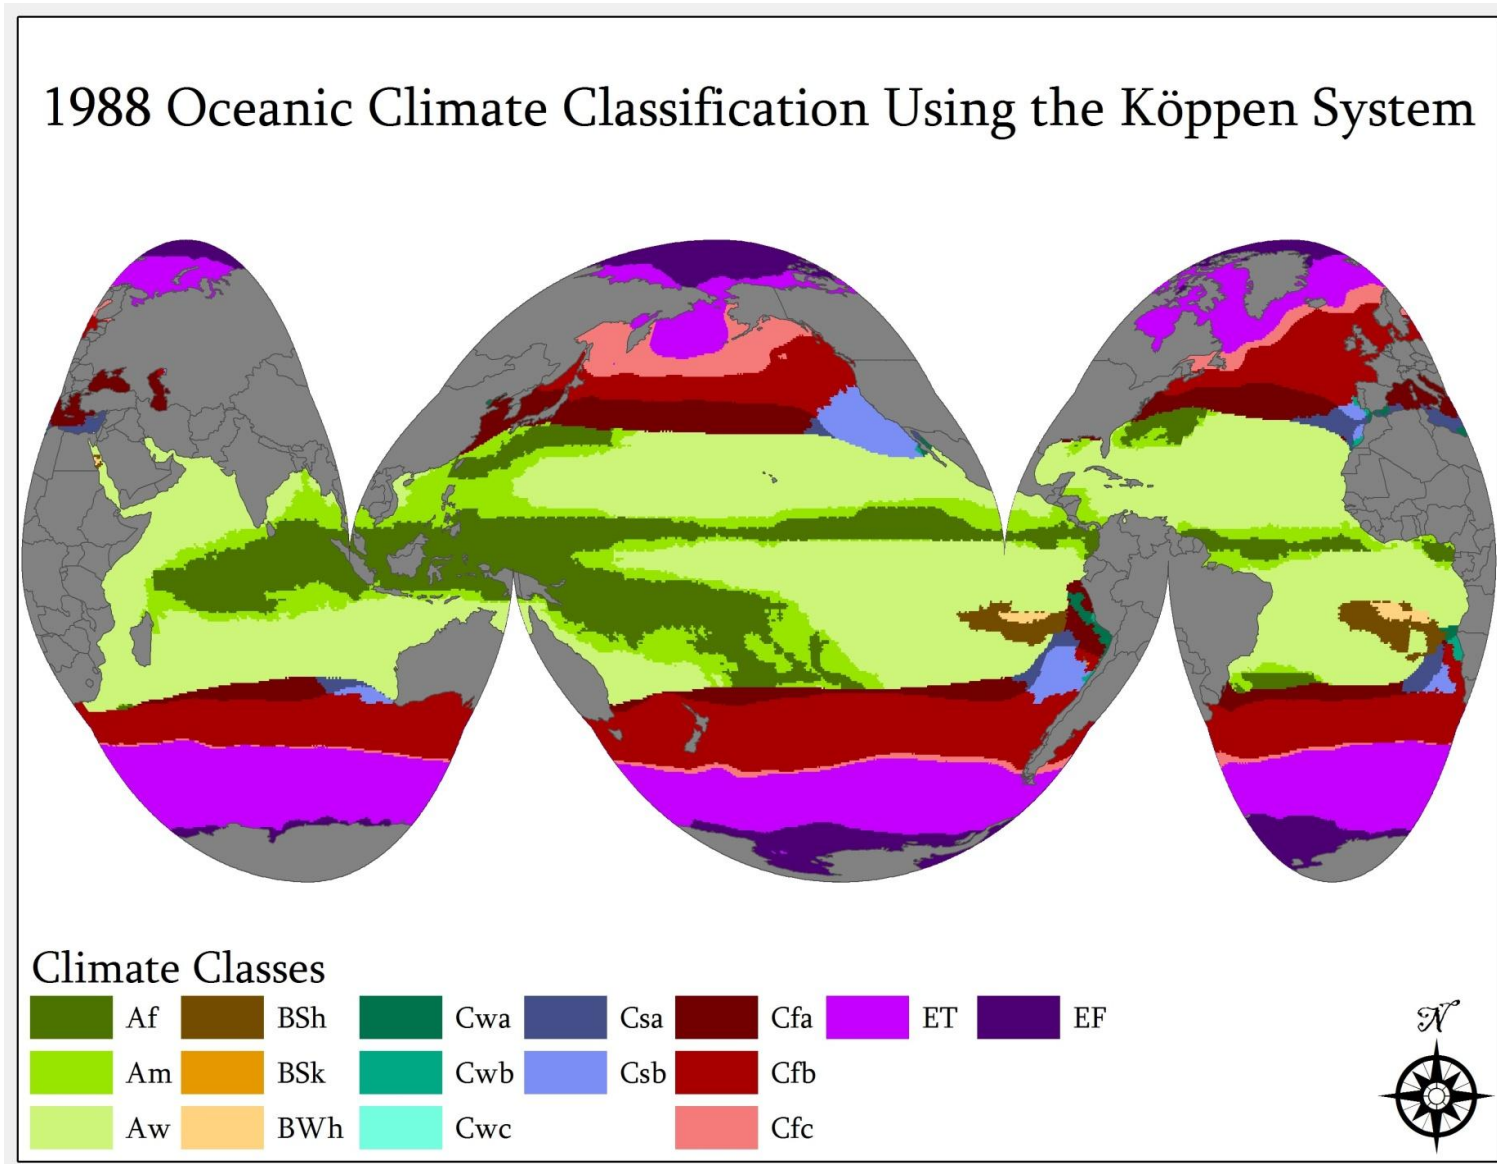 1988 Oceanic Climate Classification Using the Köppen System
Climate Classes
Af BSh Cwa Csa Cfa ET EF
Am BSk Cwb Csb Cfb
Aw BWh Cwc Cfc
N